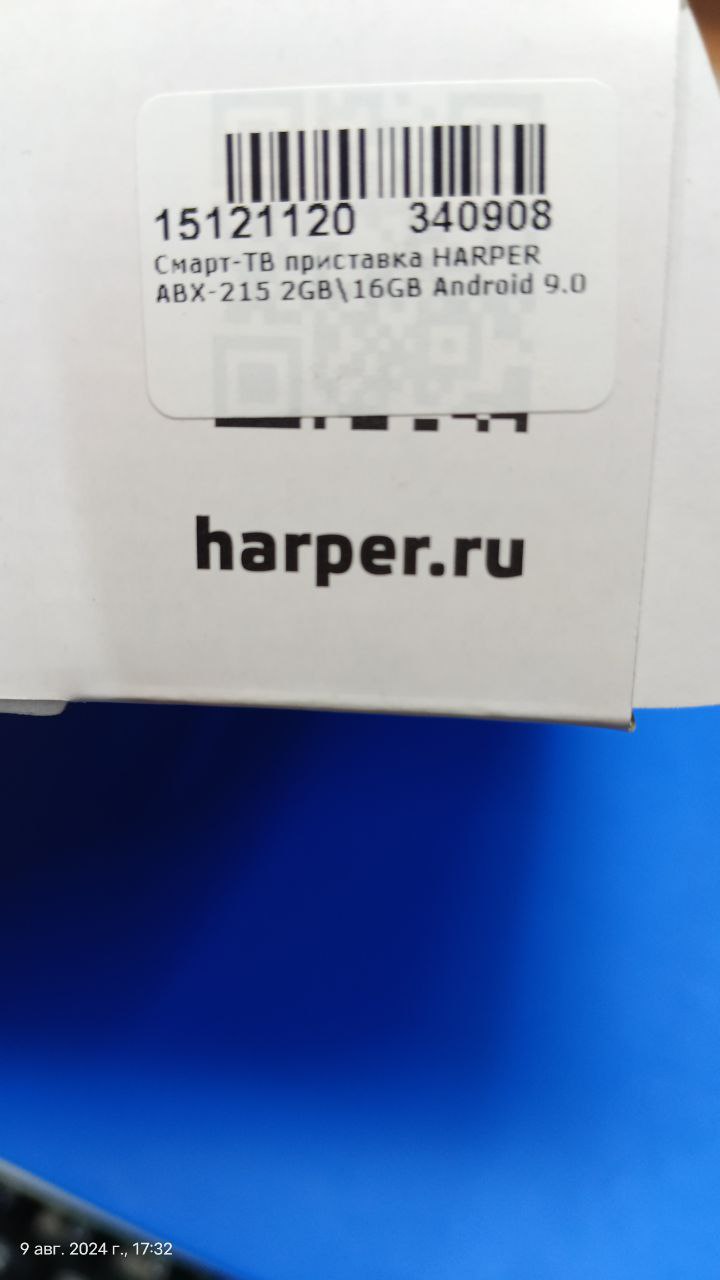 15121120 340908
Смарт-ТВ приставка HARPER
ABX-215 2GB\16GB Android 9.0
harper.ru
9 авг. 2024 г., 17:32